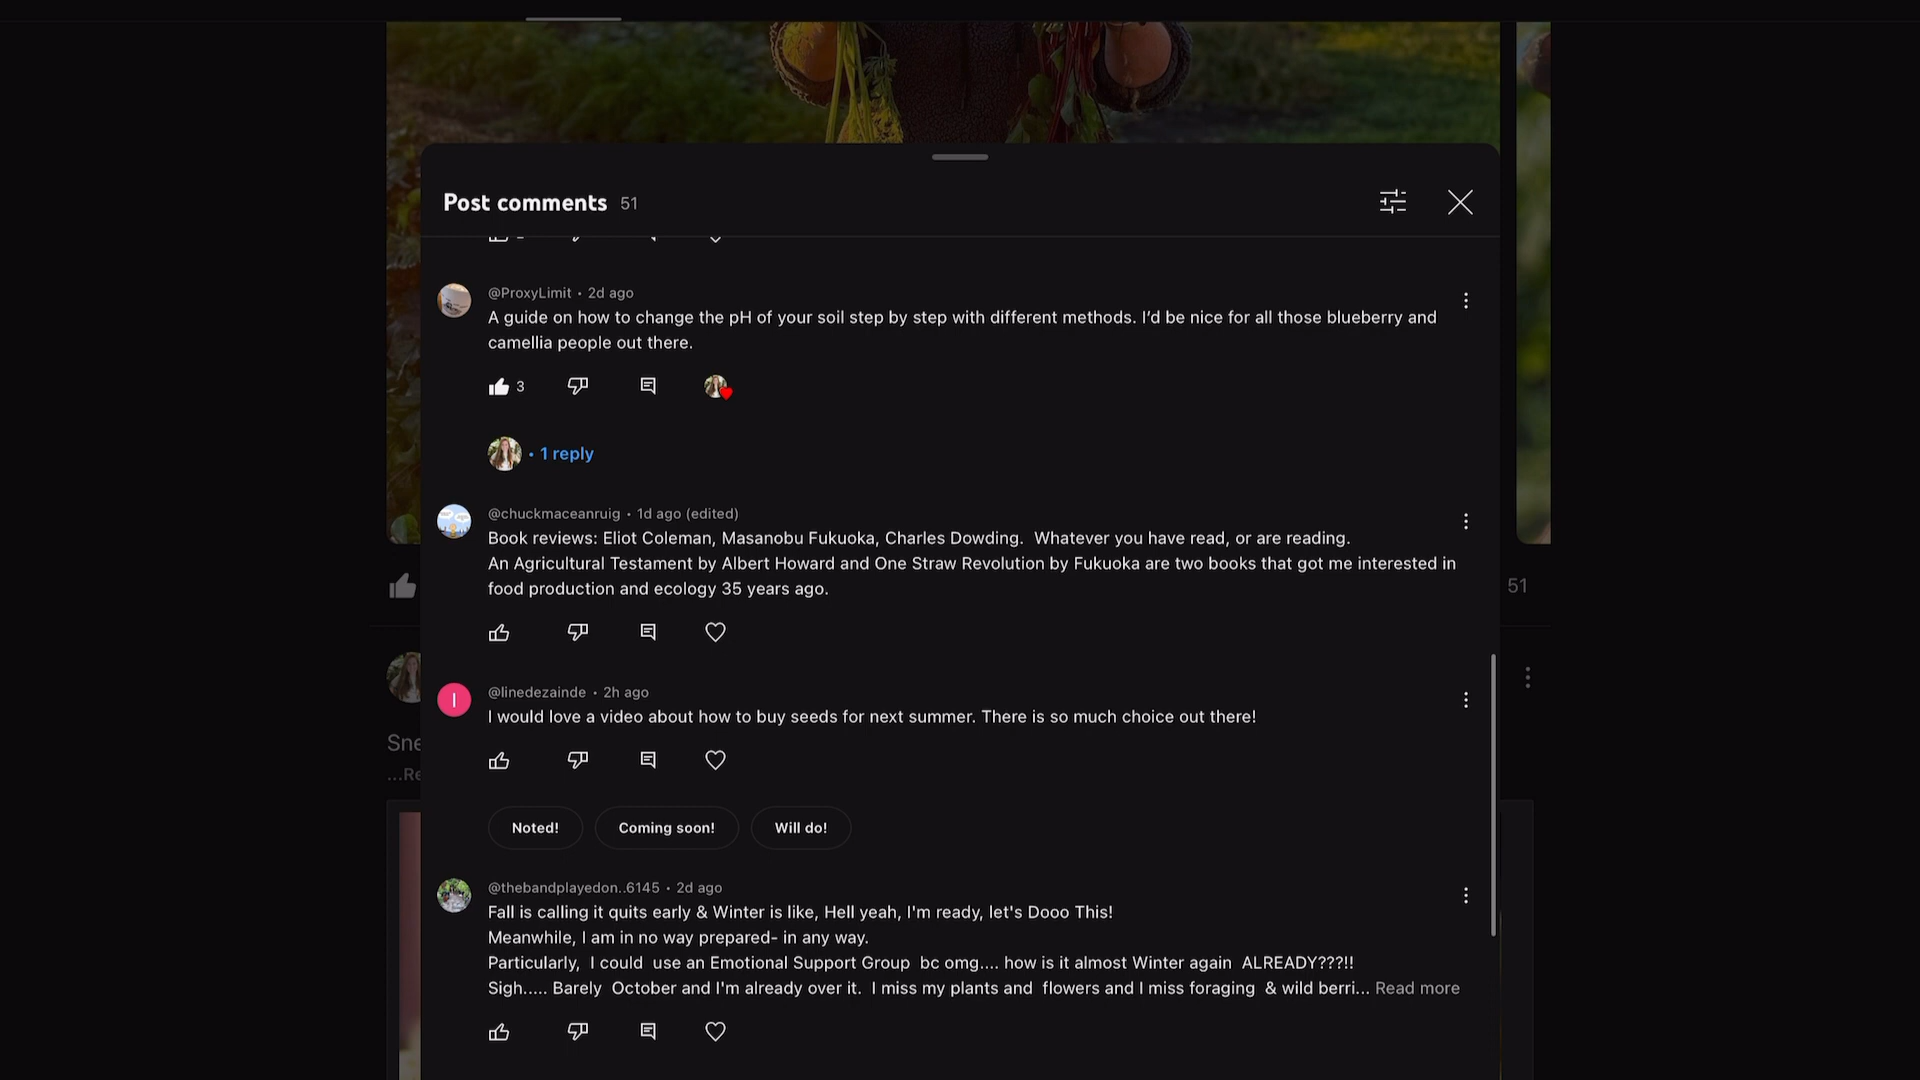 Post comments 51
@ProxyLimit • 2d ago
A guide on how to change the pH of your soil step by step with different methods. I'd be nice for all those blueberry and
camellia people out there.
3
• 1 reply
@chuckmaceanruig • 1d ago (edited)
Book reviews: Eliot Coleman, Masanobu Fukuoka, Charles Dowding.  Whatever you have read, or are reading.
An Agricultural Testament by Albert Howard and One Straw Revolution by Fukuoka are two books that got me interested in
food production and ecology 35 years ago.
51
I
@linedezainde • 2h ago
I would love a video about how to buy seeds for next summer. There is so much choice out there!
Sne
...Re
Noted!
Coming soon!
Will do!
@thebandplayedon..6145 • 2d ago
Fall is calling it quits early & Winter is like, Hell yeah, I'm ready, let's Dooo This!
Meanwhile, I am in no way prepared- in any way.
Particularly,  I could  use an Emotional Support Group  bc omg.... how is it almost Winter again  ALREADY???!!
Sigh..... Barely  October and I'm already over it.  I miss my plants and  flowers and I miss foraging  & wild berri... Read more